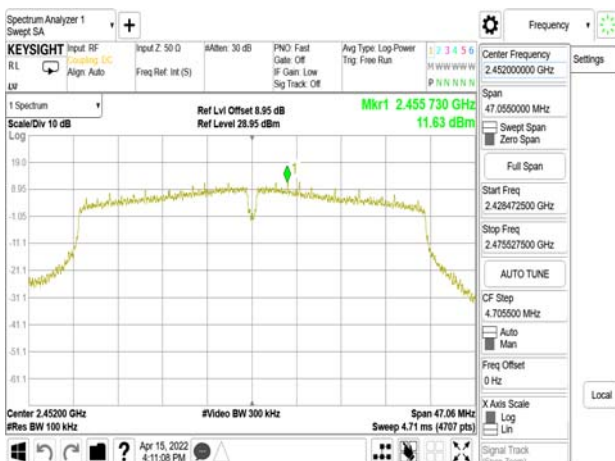 Spectrum Analyzer 1
Swept SA
+
Frequency
KEYSIGHT
Input: RF
Input Z: 50 Ω
#Atten: 30 dB
PNO: Fast
Avg Type: Log-Power
1 2 3 4 5 6
RL
Coupling: DC
Gate: Off
Trig: Free Run
M W W W W W
Align: Auto
Freq Ref: Int (S)
IF Gain: Low
Sig Track: Off
P N N N N N
1 Spectrum
Scale/Div 10 dB
Ref Lvl Offset 8.95 dB
Ref Level 28.95 dBm
Mkr1 2.455 730 GHz
11.63 dBm
Log
19.0
8.95
-1.05
-11.1
-21.1
-31.1
-41.1
-51.1
-61.1
1
Center 2.45200 GHz
#Res BW 100 kHz
#Video BW 300 kHz
Span 47.06 MHz
Sweep 4.71 ms (4707 pts)
?
Apr 15, 2022
4:11:08 PM
Center Frequency
2.452000000 GHz
Settings
Span
47.0550000 MHz
Swept Span
Zero Span
Full Span
Start Freq
2.428472500 GHz
Stop Freq
2.475527500 GHz
AUTO TUNE
CF Step
4.705500 MHz
Auto
Man
Freq Offset
0 Hz
X Axis Scale
Log
Lin
Local
Signal Track